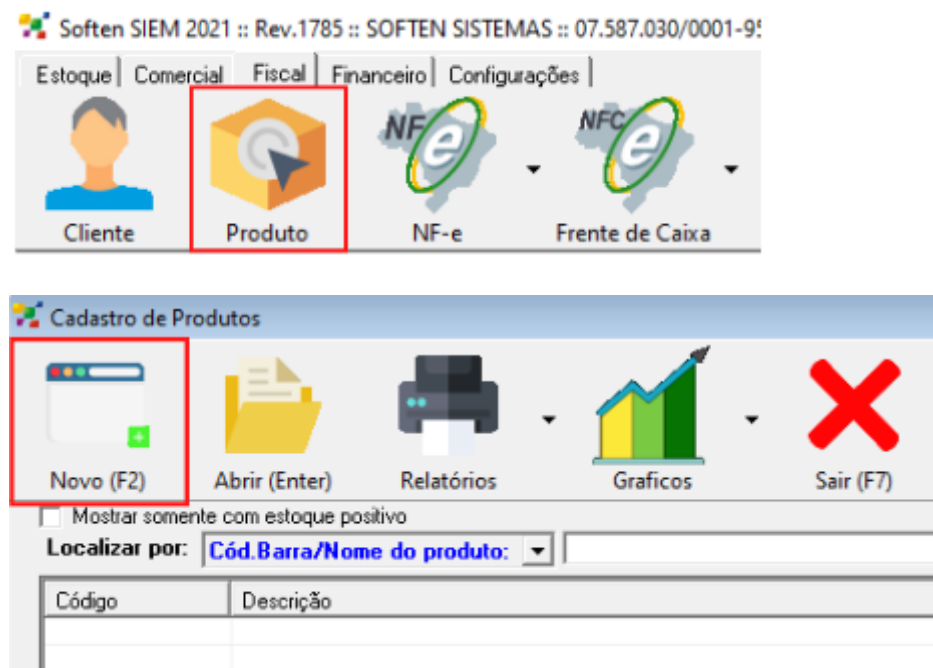 Soften SIEM 2021 :: Rev.1785 :: SOFTEN SISTEMAS :: 07.587.030/0001-95
Estoque Comercial Fiscal Financeiro Configurações
NF e NFC e
Cliente Produto NF-e Frente de Caixa
Cadastro de Produtos
Novo (F2) Abrir (Enter) Relatórios Graficos Sair (F7)
Mostrar somente com estoque positivo
Localizar por: Cód.Barra/Nome do produto:
Código Descrição